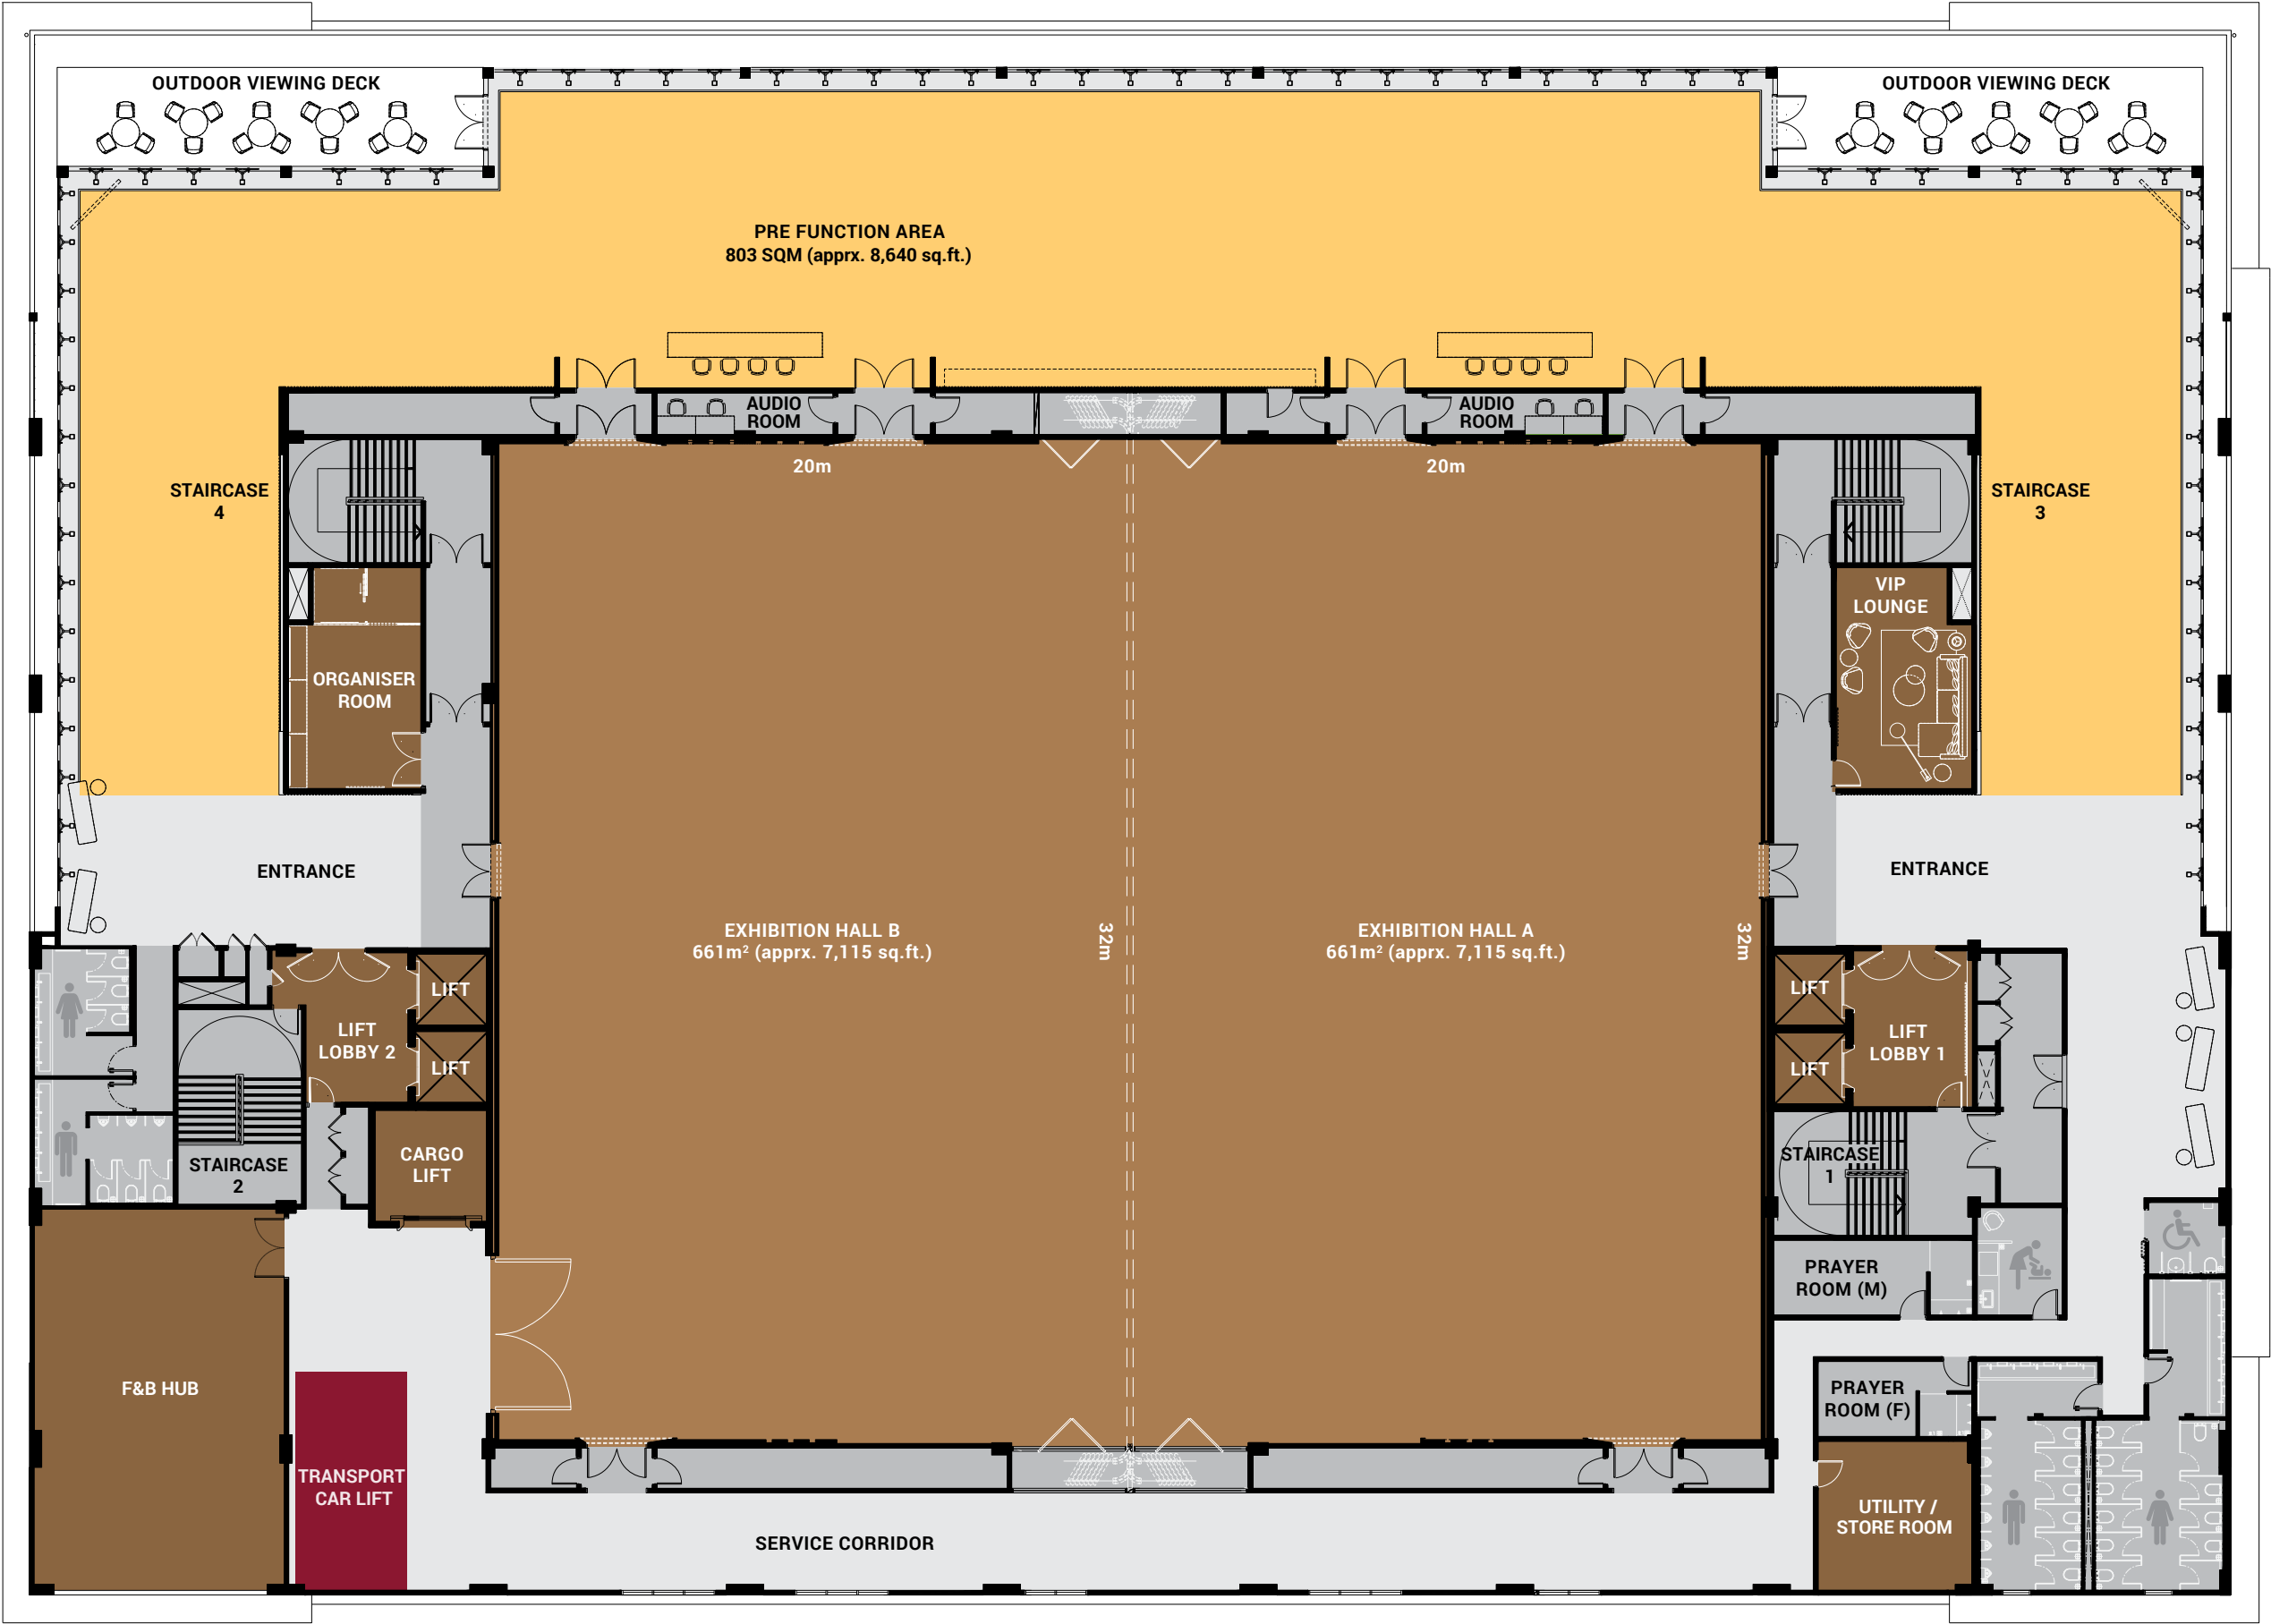 OUTDOOR VIEWING DECK
OUTDOOR VIEWING DECK
PRE FUNCTION AREA
803 SQM (apprx. 8,640 sq.ft.)
AUDIO
ROOM
AUDIO
ROOM
20m
20m
STAIRCASE
4
STAIRCASE
3
VIP
LOUNGE
ORGANISER
ROOM
ENTRANCE
ENTRANCE
EXHIBITION HALL B
661m² (apprx. 7,115 sq.ft.)
32m
EXHIBITION HALL A
661m² (apprx. 7,115 sq.ft.)
32m
LIFT
LIFT
LIFT
LOBBY 2
LIFT
LIFT
LIFT
LOBBY 1
CARGO
LIFT
STAIRCASE
2
STAIRCASE
1
PRAYER
ROOM (M)
F&B HUB
PRAYER
ROOM (F)
TRANSPORT
CAR LIFT
UTILITY /
STORE ROOM
SERVICE CORRIDOR